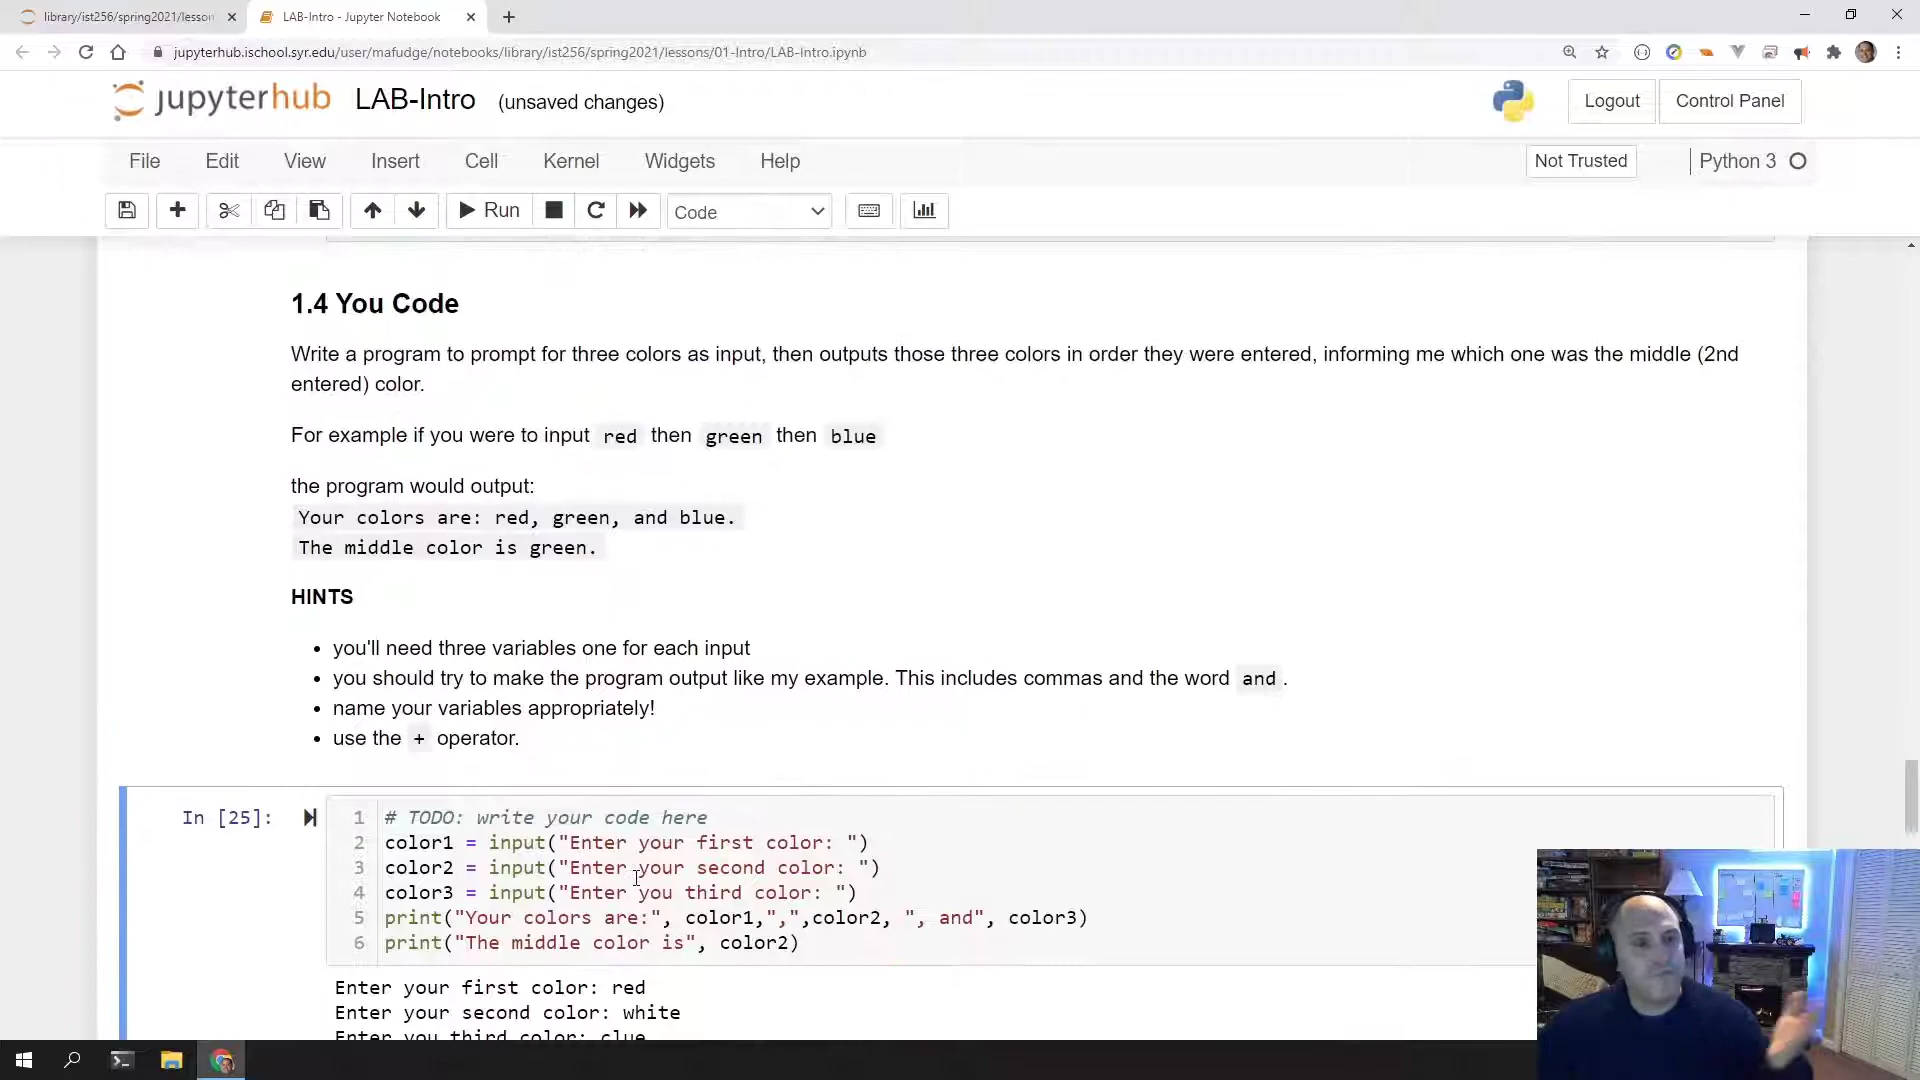 library/ist256/spring2021/lesson
LAB-Intro - Jupyter Notebook
jupyterhub.ischool.syr.edu/user/mafudge/notebooks/library/ist256/spring2021/lessons/01-Intro/LAB-Intro.ipynb
jupyterhub LAB-Intro (unsaved changes)
Logout
Control Panel
File Edit View Insert Cell Kernel Widgets Help
Not Trusted
Python 3
Run
Code
1.4 You Code
Write a program to prompt for three colors as input, then outputs those three colors in order they were entered, informing me which one was the middle (2nd
entered) color.
For example if you were to input red then green then blue
the program would output:
Your colors are: red, green, and blue.
The middle color is green.
HINTS
• you'll need three variables one for each input
• you should try to make the program output like my example. This includes commas and the word and.
• name your variables appropriately!
• use the + operator.
In [25]:
1 # TODO: write your code here
2 color1 = input("Enter your first color: ")
3 color2 = input("Enter your second color: ")
4 color3 = input("Enter you third color: ")
5 print("Your colors are:", color1,",",color2, ", and", color3)
6 print("The middle color is", color2)
Enter your first color: red
Enter your second color: white
Enter you third color: clue